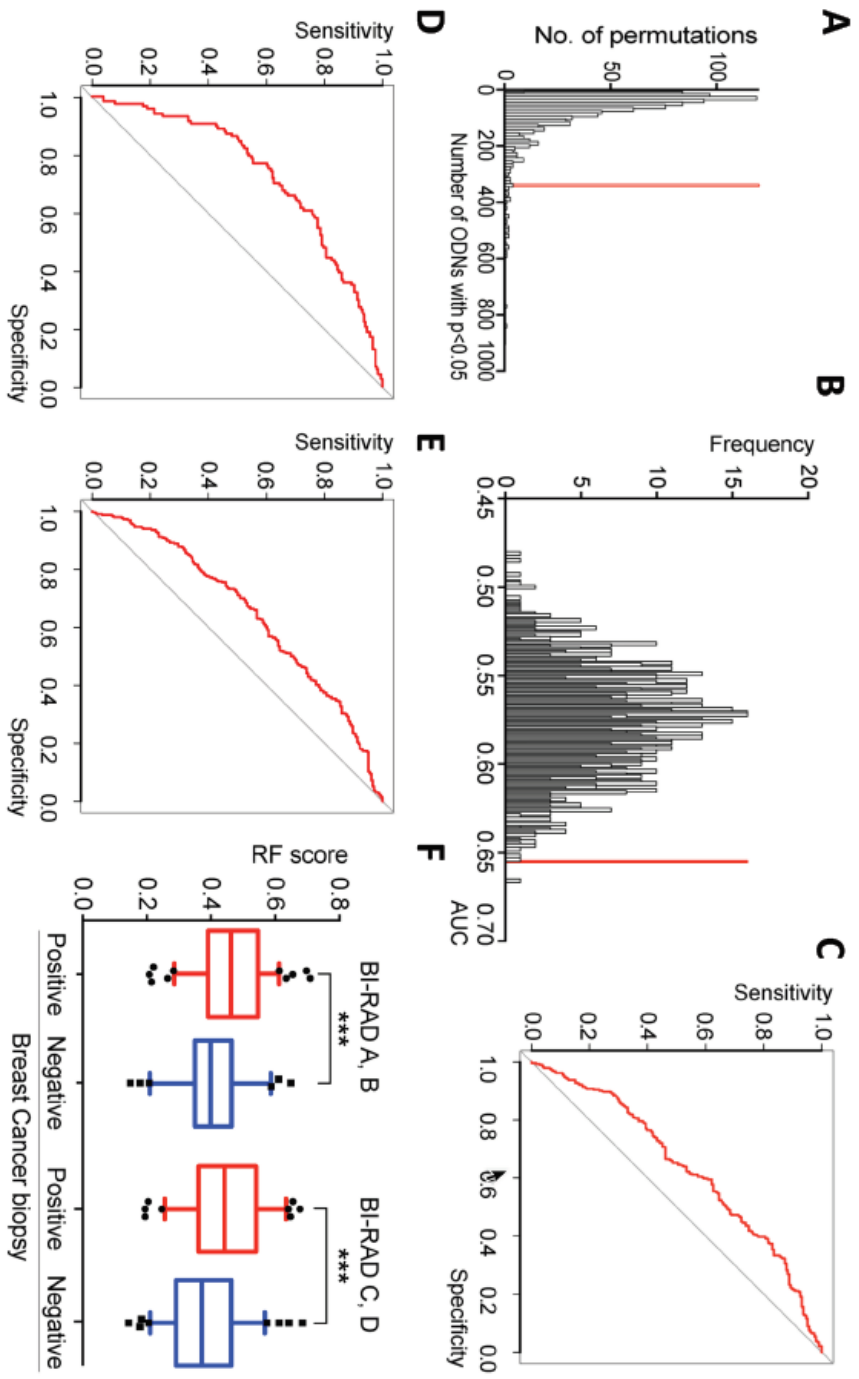 A
No. of permutations
0
50
100
0
200
400
600
800
1000
Number of ODNs with p<0.05
B
Frequency
0
5
10
15
20
0.45
0.50
0.55
0.60
0.65
0.70
AUC
C
Sensitivity
0.0
0.2
0.4
0.6
0.8
1.0
1.0
0.8
0.6
0.4
0.2
0.0
Specificity
D
Sensitivity
0.0
0.2
0.4
0.6
0.8
1.0
1.0
0.8
0.6
0.4
0.2
0.0
Specificity
E
Sensitivity
0.0
0.2
0.4
0.6
0.8
1.0
1.0
0.8
0.6
0.4
0.2
0.0
Specificity
F
RF score
0.0
0.2
0.4
0.6
0.8
BI-RAD A, B
***
BI-RAD C, D
***
Positive
Negative
Positive
Negative
Breast Cancer biopsy